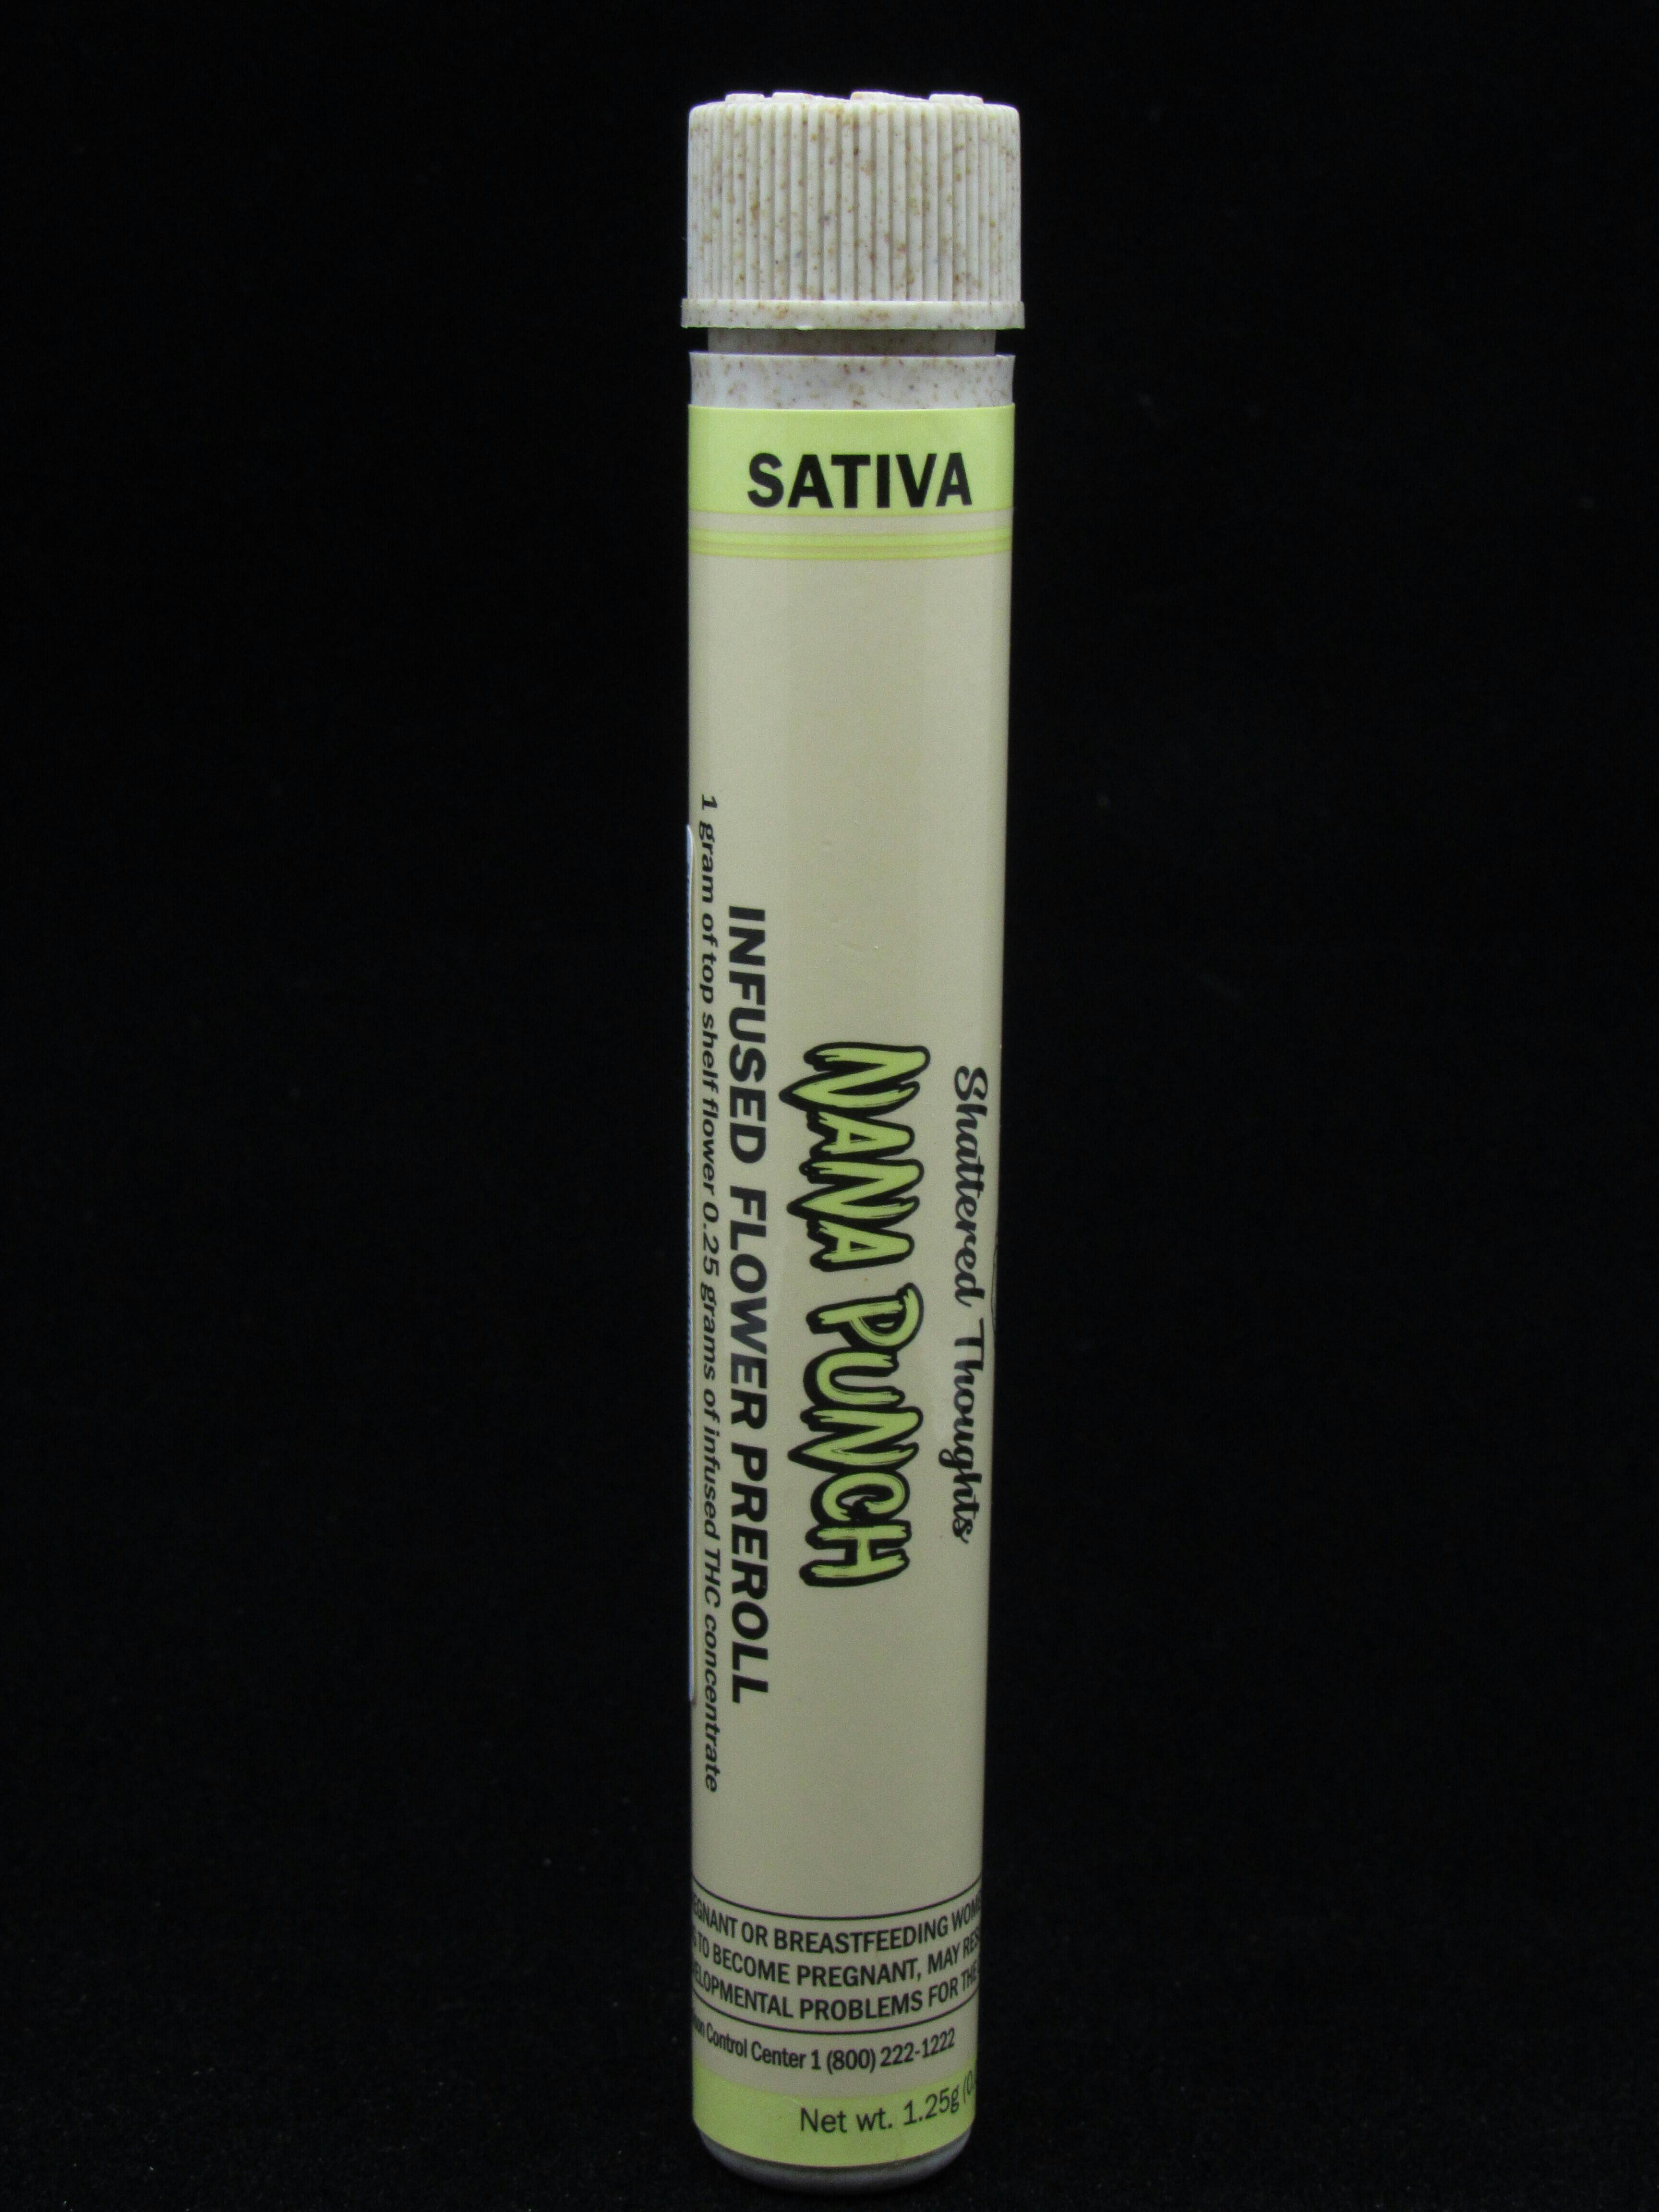 SATIVA
Shattered Thoughts
NANA PUNCH
INFUSED FLOWER PREROLL
1 gram of top shelf flower 0.25 grams of infused THC concentrate
OR BREASTFEEDING
TO BECOME PREGNANT, MAY
PROBLEMS FOR THE
Control Center 1 (800) 222-1222
Net wt. 1.25g